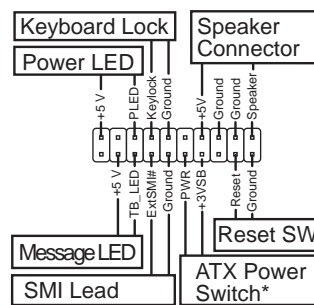 Keyboard Lock
Power LED
Speaker
Connector
+5 V
PLED
Keylock
Ground
+5V
Ground
Ground
Speaker
+5 V
TB_LED
ExtSMI#
Ground
PWR
+3VSB
Reset
Ground
Message LED
SMI Lead
Reset SW
ATX Power
Switch*